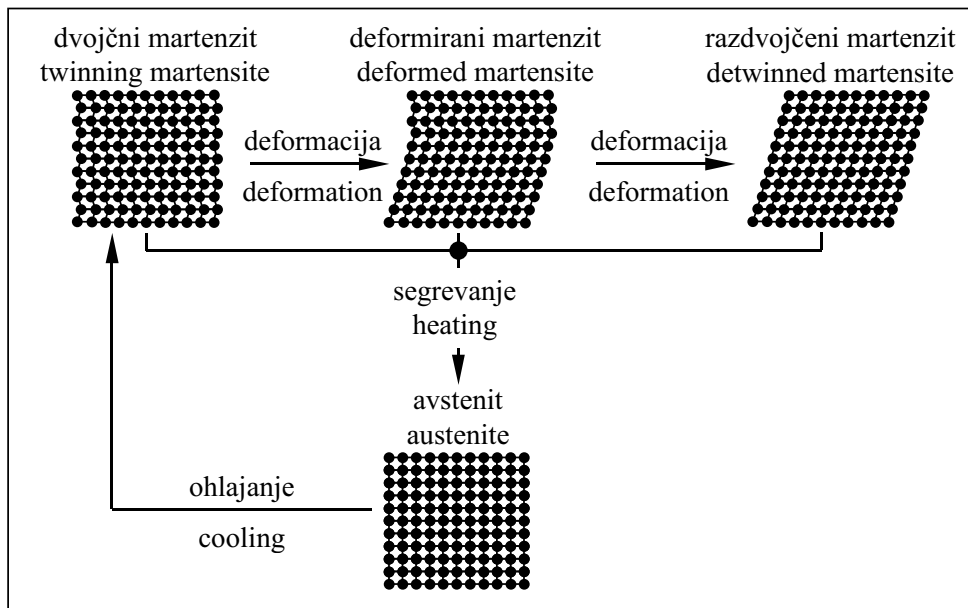 dvojčni martenzit
twinning martensite
deformirani martenzit
deformed martensite
razdvojčeni martenzit
detwinned martensite
deformacija
deformation
deformacija
deformation
segrevanje
heating
avstenit
austenite
ohlajanje
cooling